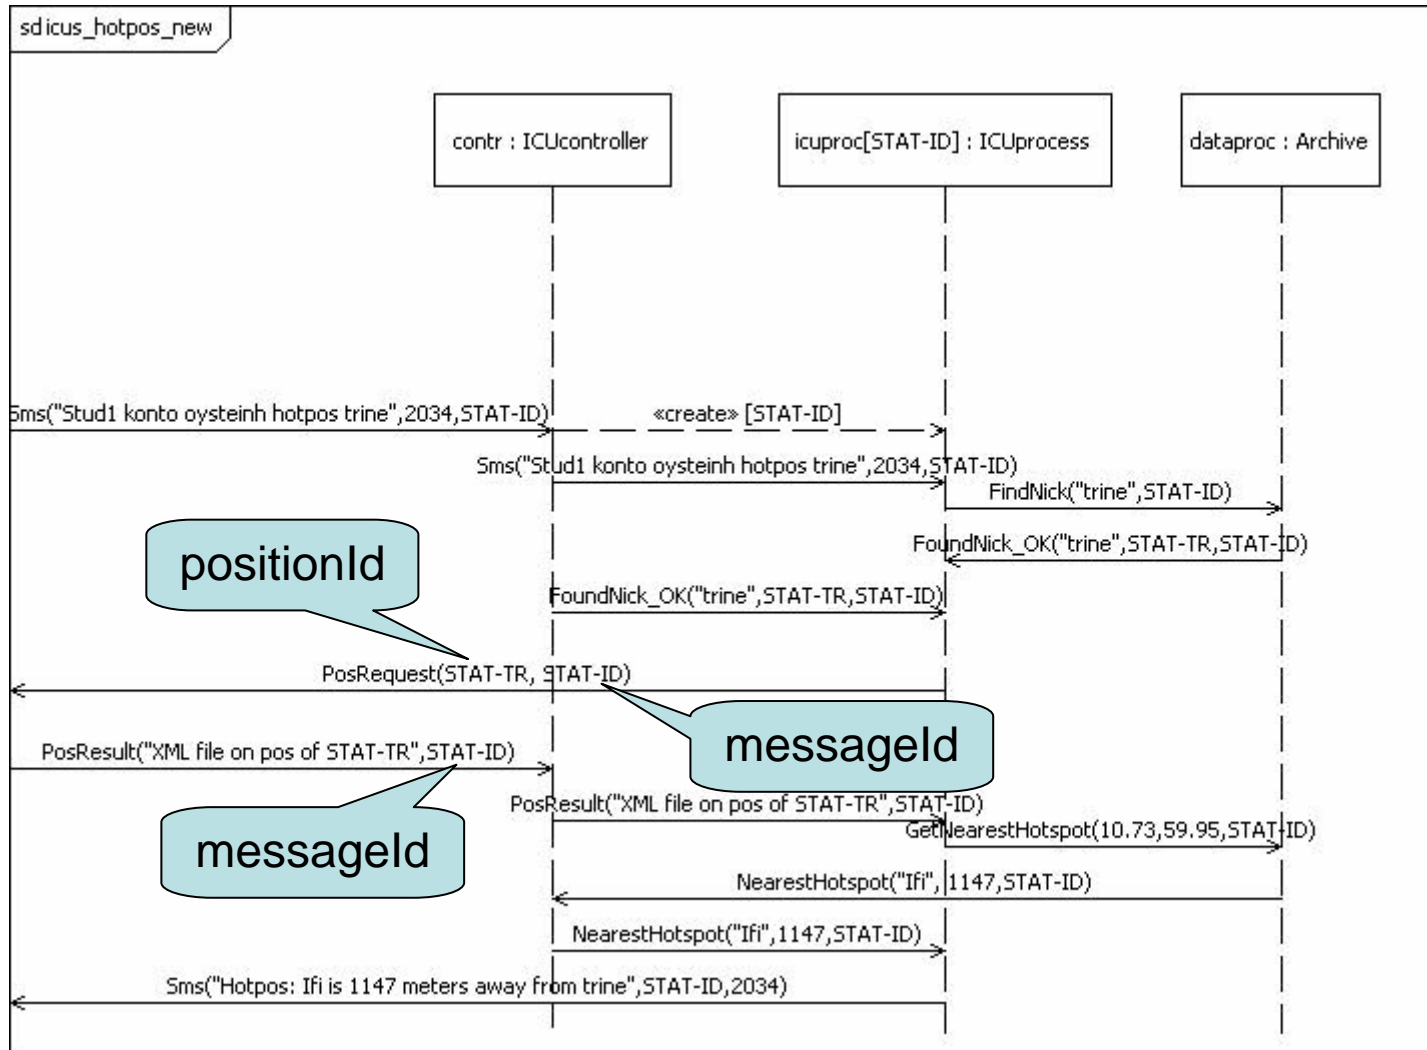 sd icus_hotpos_new
contr : ICUcontroller
icuproc[STAT-ID] : ICUprocess
dataproc : Archive
Sms("Stud1 konto oysteinh hotpos trine",2034,STAT-ID)
«create» [STAT-ID]
Sms("Stud1 konto oysteinh hotpos trine",2034,STAT-ID)
FindNick("trine",STAT-ID)
FoundNick_OK("trine",STAT-TR,STAT-ID)
positionId
FoundNick_OK("trine",STAT-TR,STAT-ID)
PosRequest(STAT-TR, STAT-ID)
messageId
PosResult("XML file on pos of STAT-TR",STAT-ID)
PosResult("XML file on pos of STAT-TR",STAT-ID)
GetNearestHotspot(10.73,59.95,STAT-ID)
messageId
NearestHotspot("Ifi", 1147,STAT-ID)
NearestHotspot("Ifi",1147,STAT-ID)
Sms("Hotpos: Ifi is 1147 meters away from trine",STAT-ID,2034)